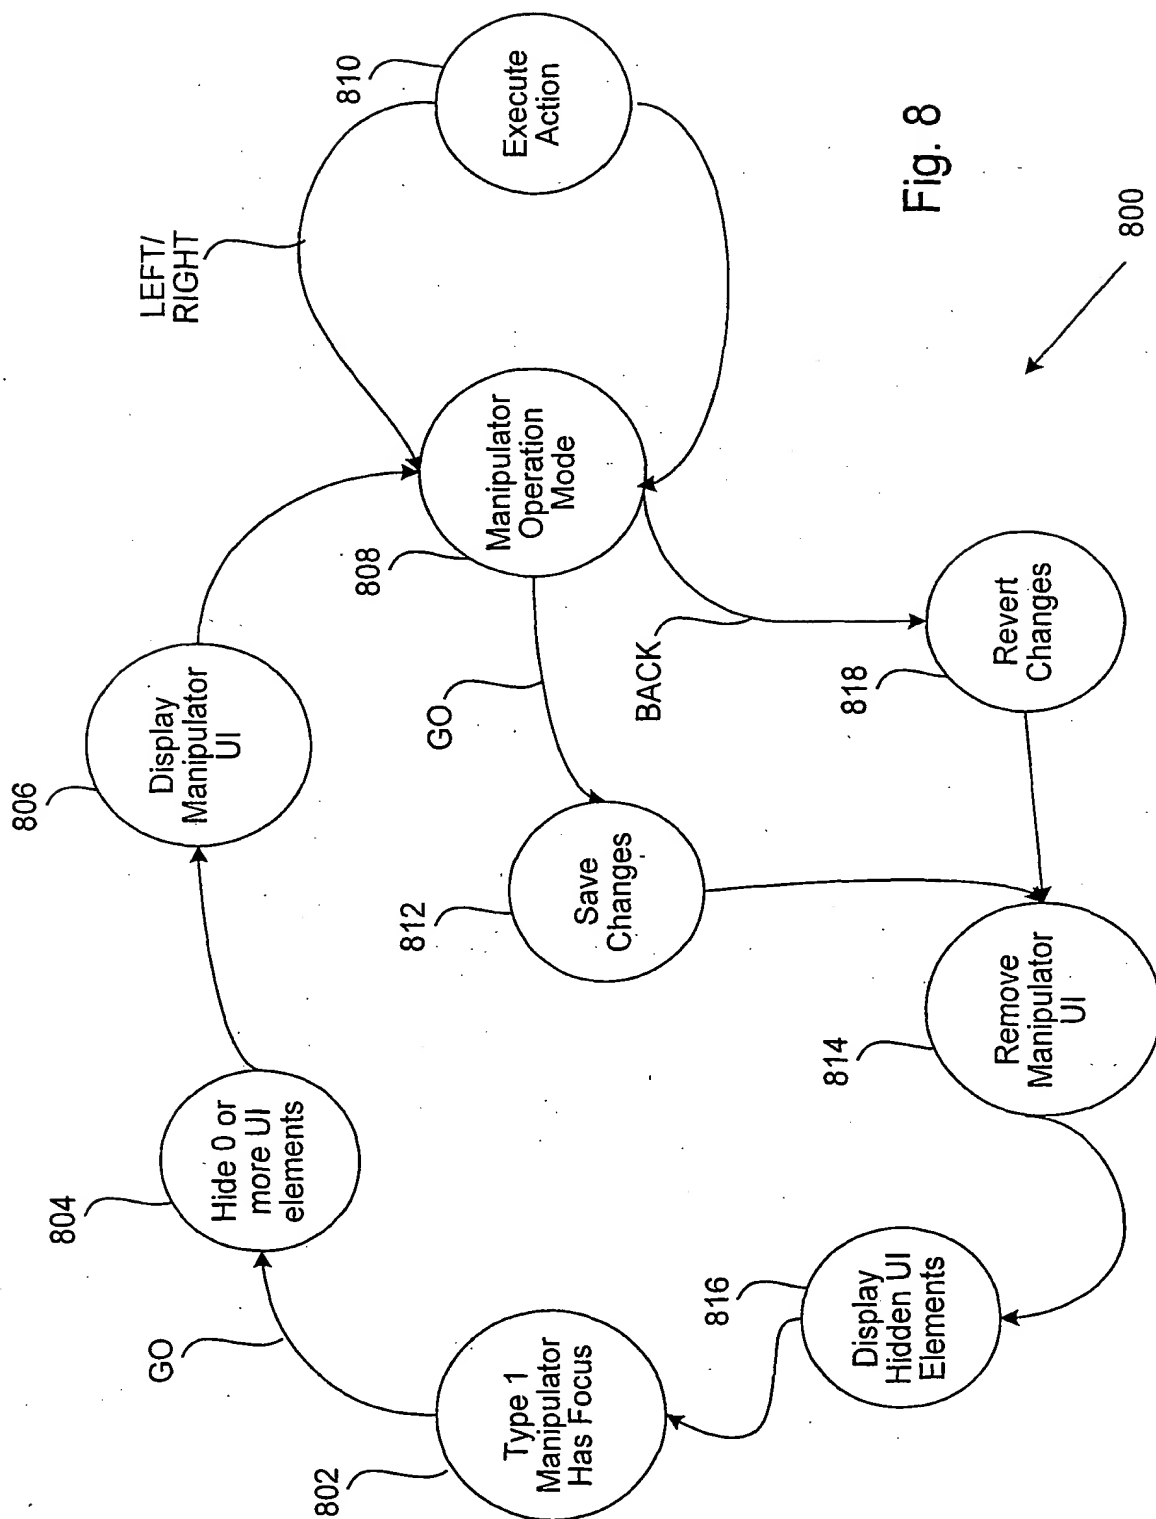 802
Type 1
Manipulator
Has Focus
GO
804
Hide 0 or
more UI
elements
806
Display
Manipulator
UI
808
Manipulator
Operation
Mode
LEFT/
RIGHT
810
Execute
Action
GO
812
Save
Changes
BACK
818
Revert
Changes
814
Remove
Manipulator
UI
816
Display
Hidden UI
Elements
Fig. 8
800